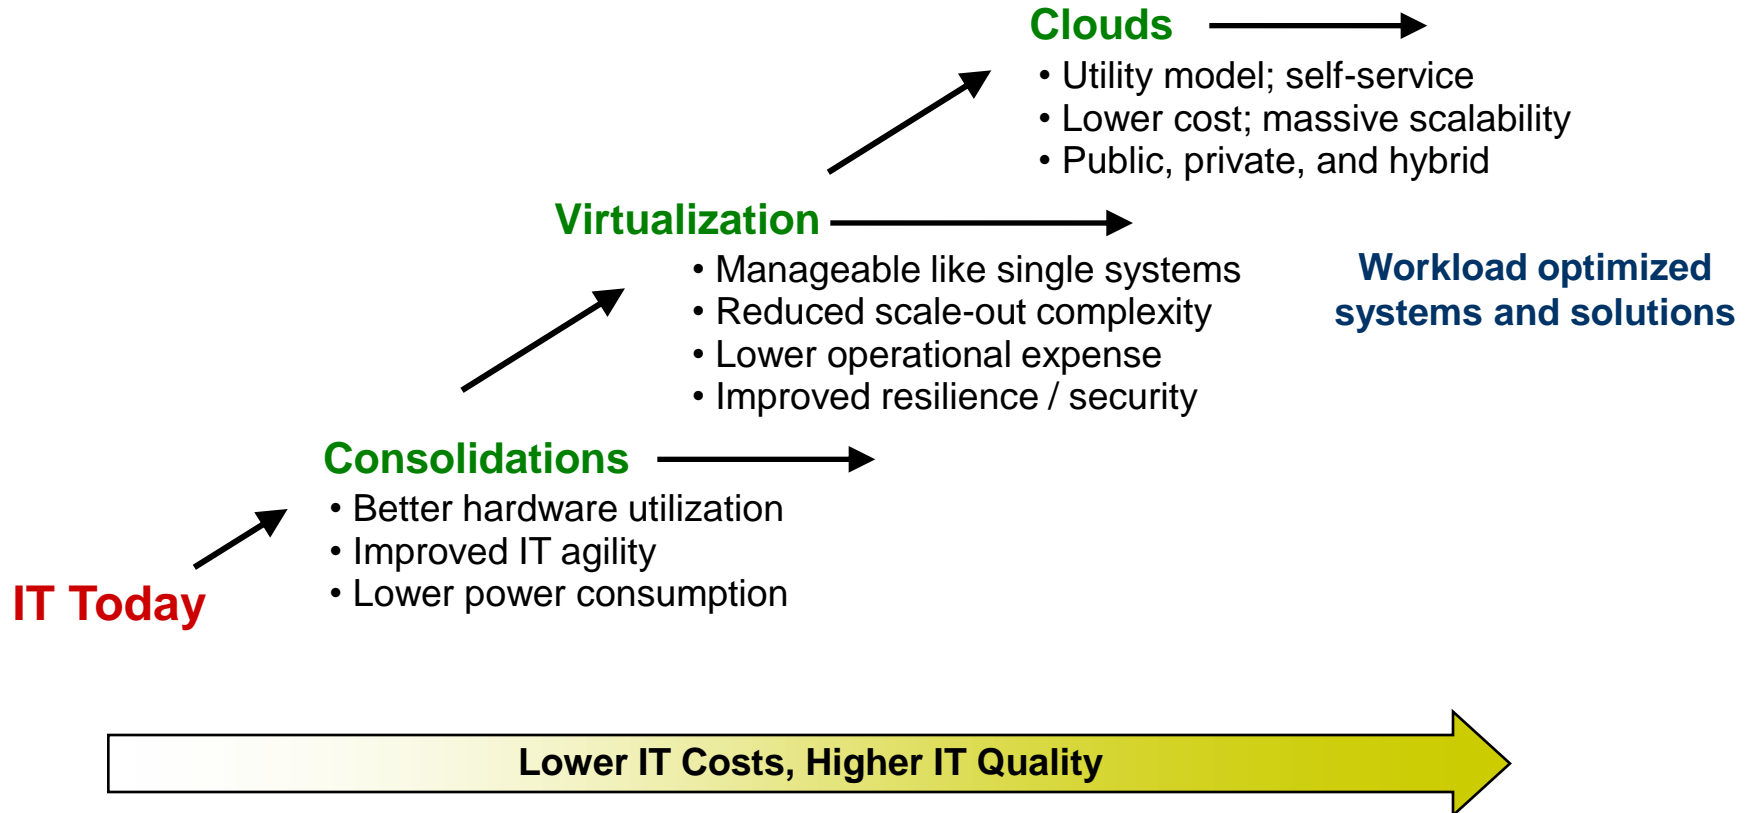 Clouds
• Utility model; self-service
• Lower cost; massive scalability
• Public, private, and hybrid
Virtualization
• Manageable like single systems
• Reduced scale-out complexity
• Lower operational expense
• Improved resilience / security
Workload optimized
systems and solutions
Consolidations
• Better hardware utilization
• Improved IT agility
• Lower power consumption
IT Today
Lower IT Costs, Higher IT Quality